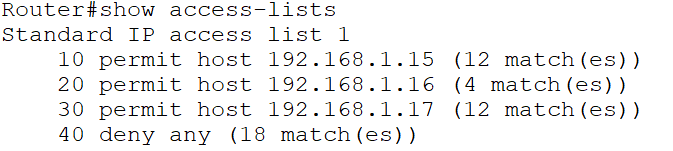 Router#show access-lists
Standard IP access list 1
    10 permit host 192.168.1.15 (12 match(es))
    20 permit host 192.168.1.16 (4 match(es))
    30 permit host 192.168.1.17 (12 match(es))
    40 deny any (18 match(es))